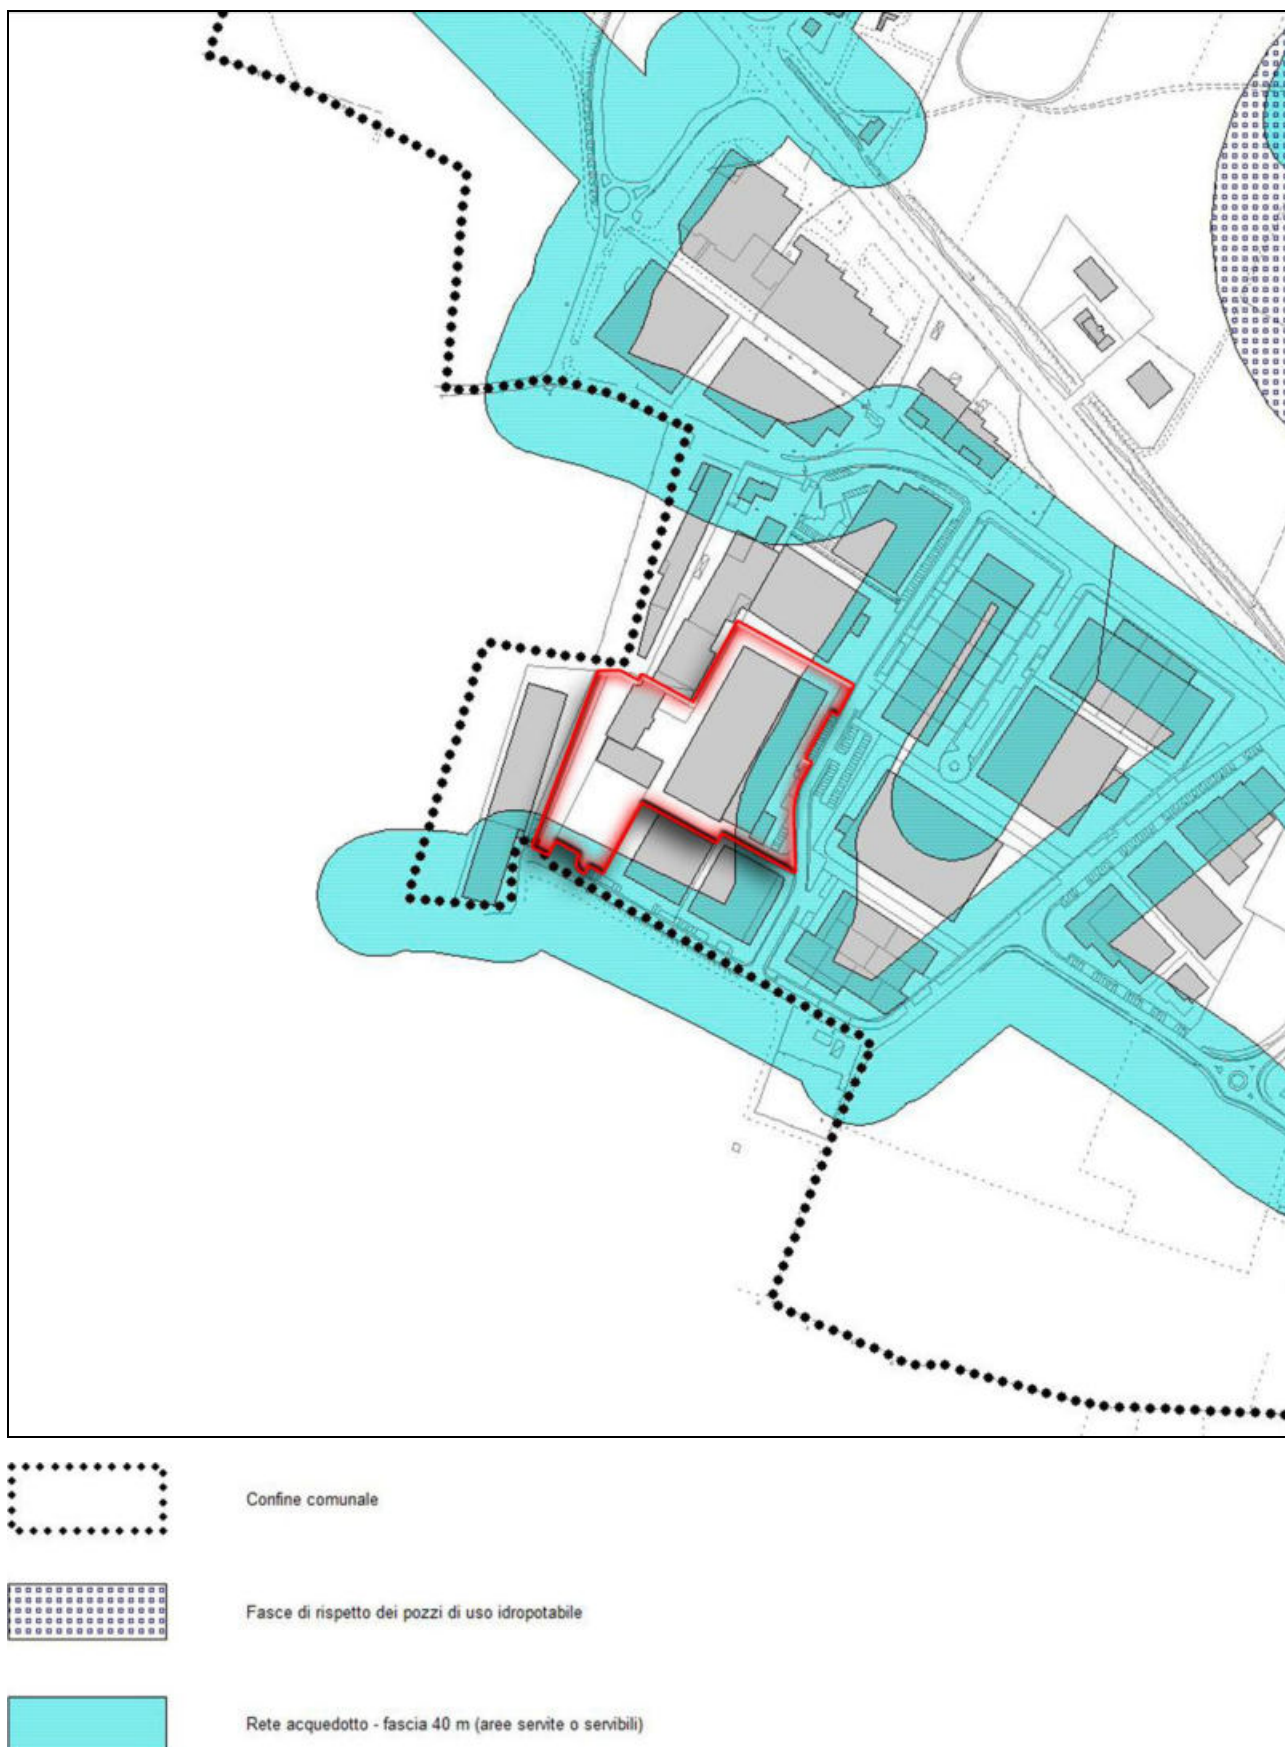 Confine comunale
Fasce di rispetto dei pozzi di uso idropotabile
Rete acquedotto - fascia 40 m (aree servite o servibili)